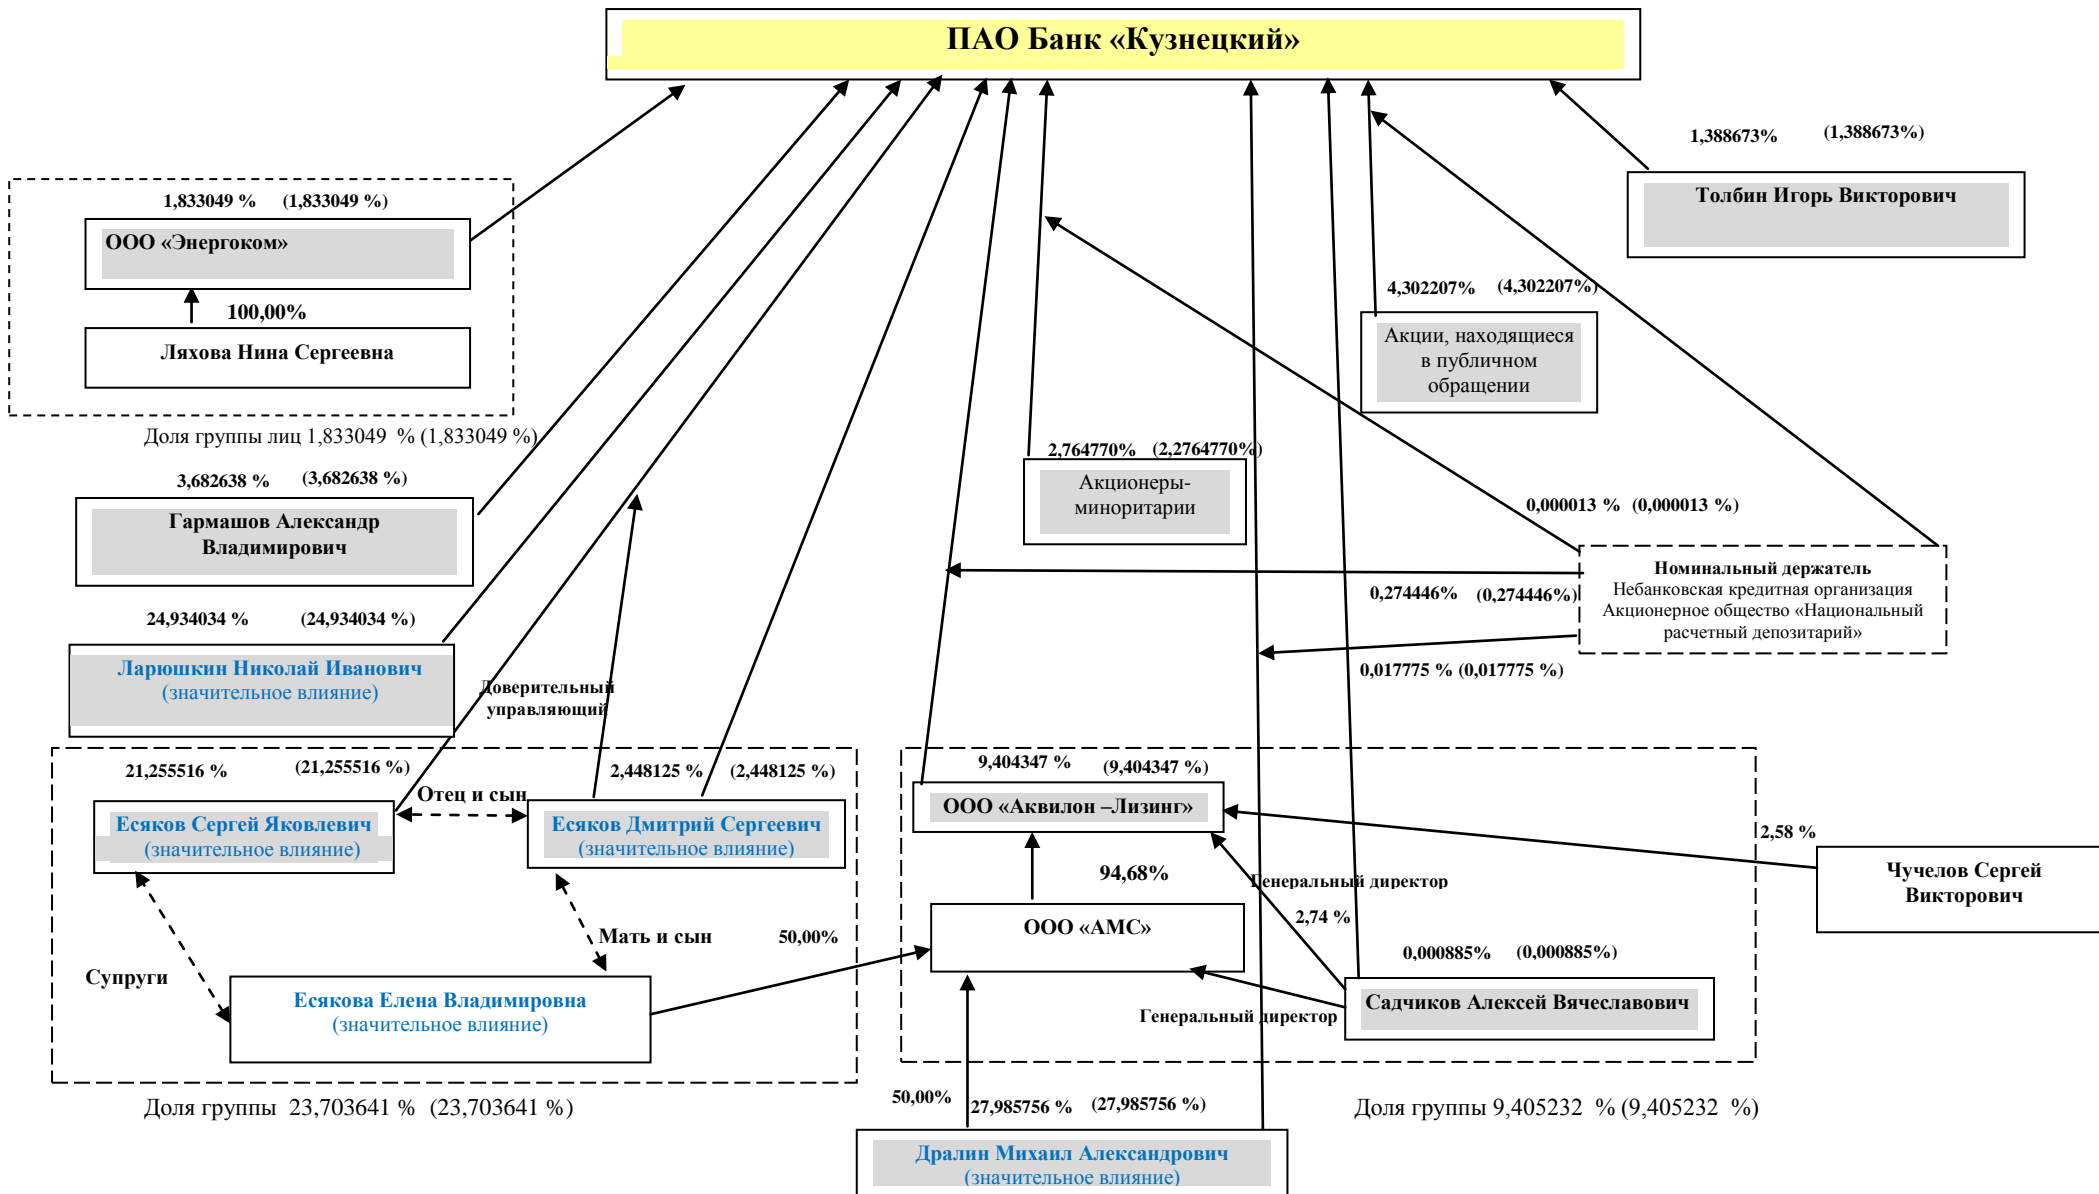 ПАО Банк «Кузнецкий»
1,388673% (1,388673%)
Толбин Игорь Викторович
1,833049 % (1,833049 %)
ООО «Энергоком»
100,00%
Ляхова Нина Сергеевна
Доля группы лиц 1,833049 % (1,833049 %)
4,302207% (4,302207%)
Акции, находящиеся
в публичном
обращении
2,764770% (2,2764770%)
Акционеры-
миноритарии
3,682638 % (3,682638 %)
Гармашов Александр
Владимирович
0,000013 % (0,000013 %)
Номинальный держатель
Небанковская кредитная организация
Акционерное общество «Национальный
расчетный депозитарий»
0,274446% (0,274446%)
0,017775 % (0,017775 %)
24,934034 % (24,934034 %)
Ларюшкин Николай Иванович
(значительное влияние)
Доверительный
управляющий
21,255516 % (21,255516 %)
2,448125 % (2,448125 %)
Отец и сын
Есяков Сергей Яковлевич
(значительное влияние)
Есяков Дмитрий Сергеевич
(значительное влияние)
Мать и сын
Супруги
50,00%
Есякова Елена Владимировна
(значительное влияние)
Доля группы 23,703641 % (23,703641 %)
9,404347 % (9,404347 %)
ООО «Аквилон –Лизинг»
94,68%
Генеральный директор
2,74 %
2,58 %
Чучелов Сергей
Викторович
ООО «АМС»
0,000885% (0,000885%)
Садчиков Алексей Вячеславович
Генеральный директор
50,00%
27,985756 % (27,985756 %)
Доля группы 9,405232 % (9,405232 %)
Дралин Михаил Александрович
(значительное влияние)